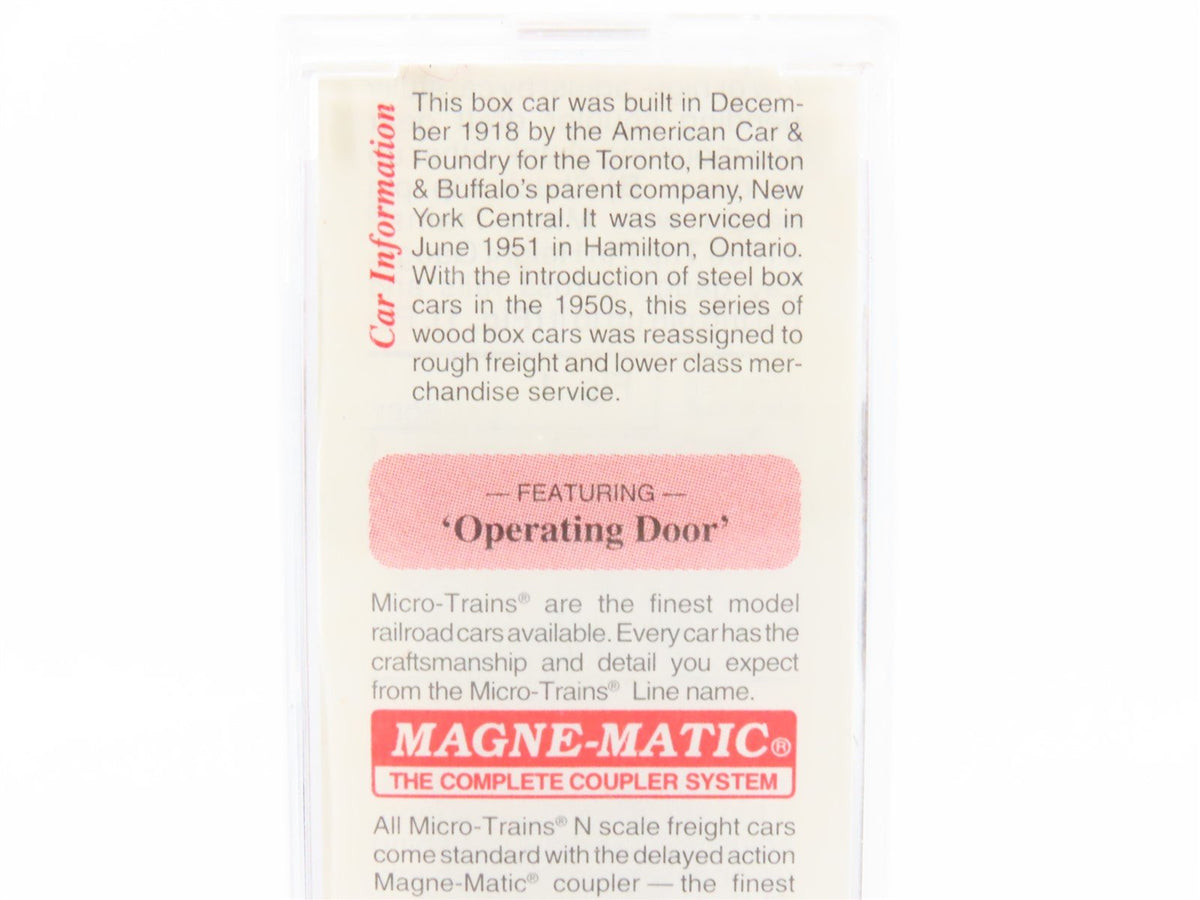 Car Information
This box car was built in Decem-
ber 1918 by the American Car &
Foundry for the Toronto, Hamilton
& Buffalo's parent company, New
York Central. It was serviced in
June 1951 in Hamilton, Ontario.
With the introduction of steel box
cars in the 1950s, this series of
wood box cars was reassigned to
rough freight and lower class mer-
chandise service.
— FEATURING —
‘Operating Door’
Micro-Trains® are the finest model
railroad cars available. Every car has the
craftsmanship and detail you expect
from the Micro-Trains® Line name.
MAGNE-MATIC®
THE COMPLETE COUPLER SYSTEM
All Micro-Trains® N scale freight cars
come standard with the delayed action
Magne-Matic® coupler — the finest